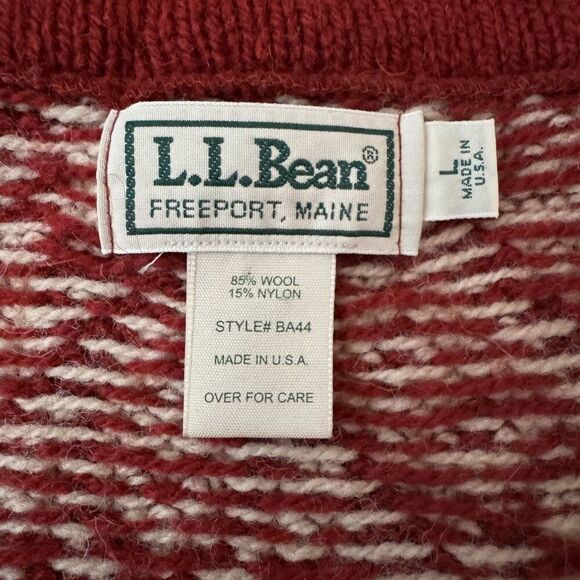 L.L.Bean®
FREEPORT, MAINE
L
MADE IN
U.S.A.
85% WOOL
15% NYLON
STYLE# BA44
MADE IN U.S.A.
OVER FOR CARE